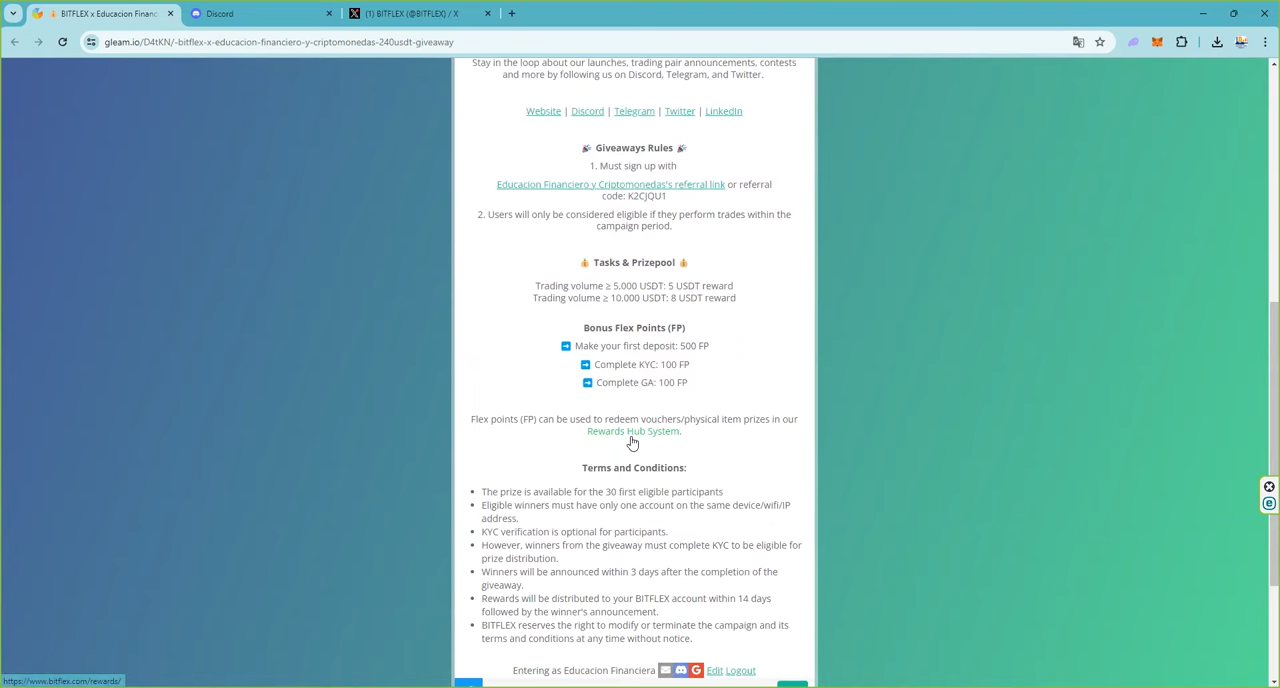 BITFLEX x Educacion Financ
Discord
(1) BITFLEX (@BITFLEX) / X
gleam.io/D4tKN/-bitflex-x-educacion-financiero-y-criptomonedas-240usdt-giveaway
Stay in the loop about our launches, trading pair announcements, contests
and more by following us on Discord, Telegram, and Twitter.
Website | Discord | Telegram | Twitter | LinkedIn
Giveaways Rules
1. Must sign up with
Educacion Financiero y Criptomonedas's referral link or referral
code: K2CJQU1
2. Users will only be considered eligible if they perform trades within the
campaign period.
Tasks & Prizepool
Trading volume ≥ 5,000 USDT: 5 USDT reward
Trading volume ≥ 10,000 USDT: 8 USDT reward
Bonus Flex Points (FP)
Make your first deposit: 500 FP
Complete KYC: 100 FP
Complete GA: 100 FP
Flex points (FP) can be used to redeem vouchers/physical item prizes in our
Rewards Hub System.
Terms and Conditions:
• The prize is available for the 30 first eligible participants
• Eligible winners must have only one account on the same device/wifi/IP
address.
• KYC verification is optional for participants.
• However, winners from the giveaway must complete KYC to be eligible for
prize distribution.
• Winners will be announced within 3 days after the completion of the
giveaway.
• Rewards will be distributed to your BITFLEX account within 14 days
followed by the winner's announcement.
• BITFLEX reserves the right to modify or terminate the campaign and its
terms and conditions at any time without notice.
Entering as Educacion Financiera Edit Logout
https://www.bitflex.com/rewards/